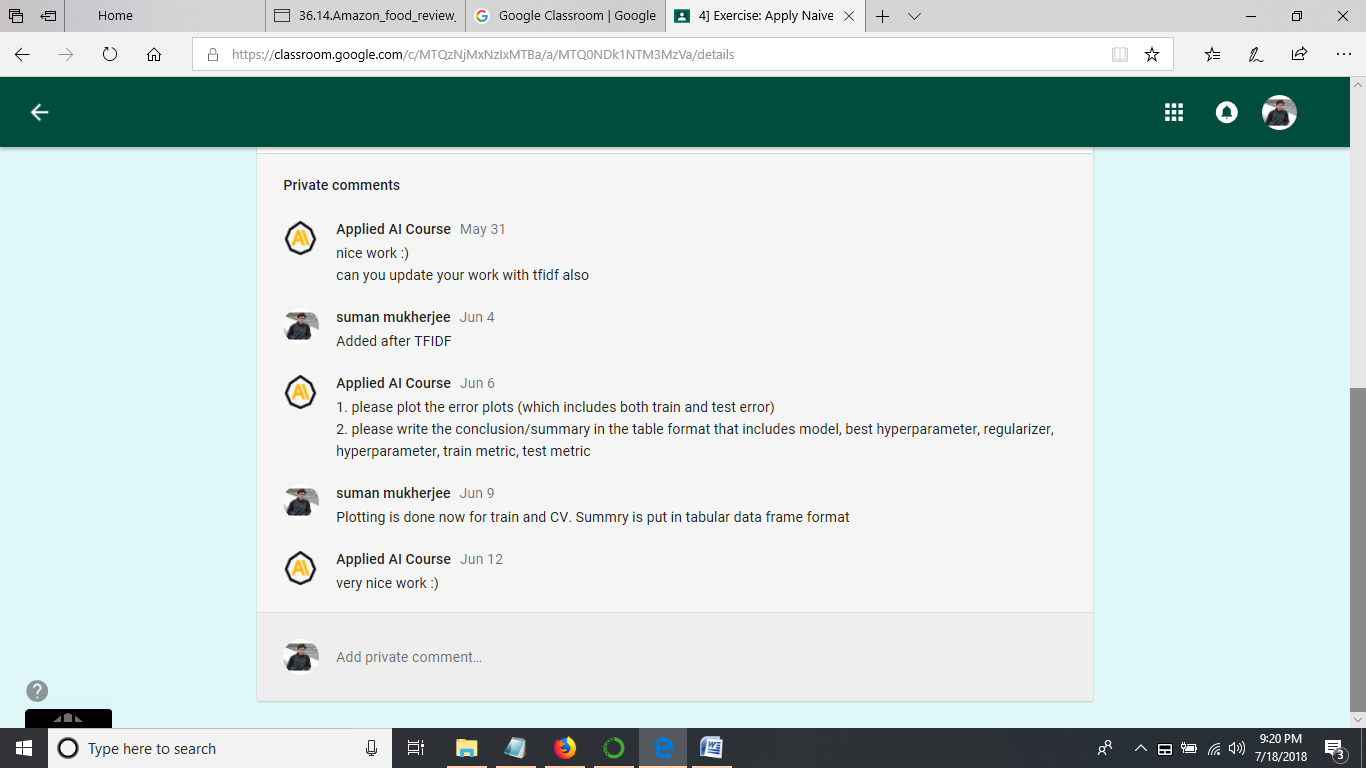 Home
36.14.Amazon_food_review_
Google Classroom | Google
4] Exercise: Apply Naive
https://classroom.google.com/c/MTQzNjMxNzIxMTBa/a/MTQ0NDk1NTM3MzVa/details
Private comments
Applied AI Course May 31
nice work :)
can you update your work with tfidf also
suman mukherjee Jun 4
Added after TFIDF
Applied AI Course Jun 6
1. please plot the error plots (which includes both train and test error)
2. please write the conclusion/summary in the table format that includes model, best hyperparameter, regularizer,
hyperparameter, train metric, test metric
suman mukherjee Jun 9
Plotting is done now for train and CV. Summry is put in tabular data frame format
Applied AI Course Jun 12
very nice work :)
Add private comment...
Type here to search
9:20 PM
7/18/2018
3